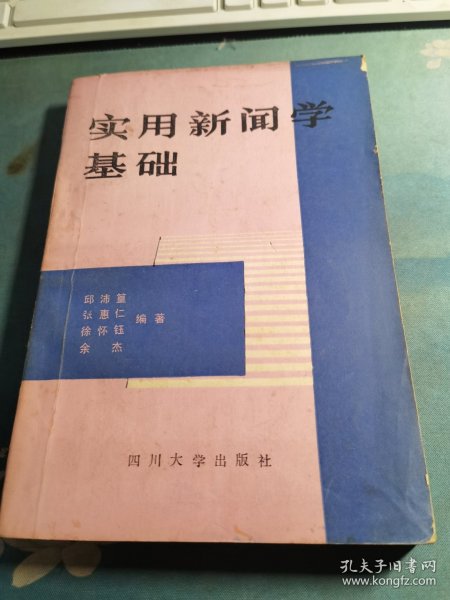 实用新闻学
基础
邱沛篁
张惠仁
徐怀钰
余杰
编著
四川大学出版社
孔夫子旧书网
www.kongfz.com